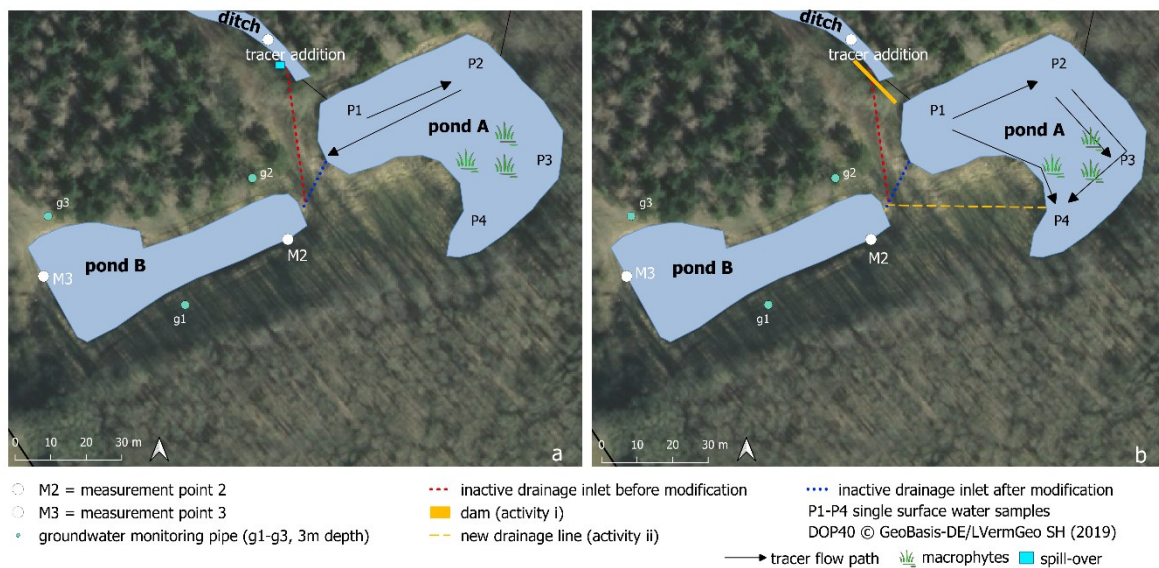 ditch
tracer addition
P2
P1
pond A
P3
g2
g3
P4
pond B
M2
M3
g1
0 10 20 30 m
a
ditch
tracer addition
P2
P1
pond A
P3
g2
g3
P4
pond B
M2
M3
g1
0 10 20 30 m
b
M2 = measurement point 2
M3 = measurement point 3
groundwater monitoring pipe (g1-g3, 3m depth)
inactive drainage inlet before modification
dam (activity i)
new drainage line (activity ii)
inactive drainage inlet after modification
P1-P4 single surface water samples
DOP40 © GeoBasis-DE/LVermGeo SH (2019)
tracer flow path macrophytes spill-over